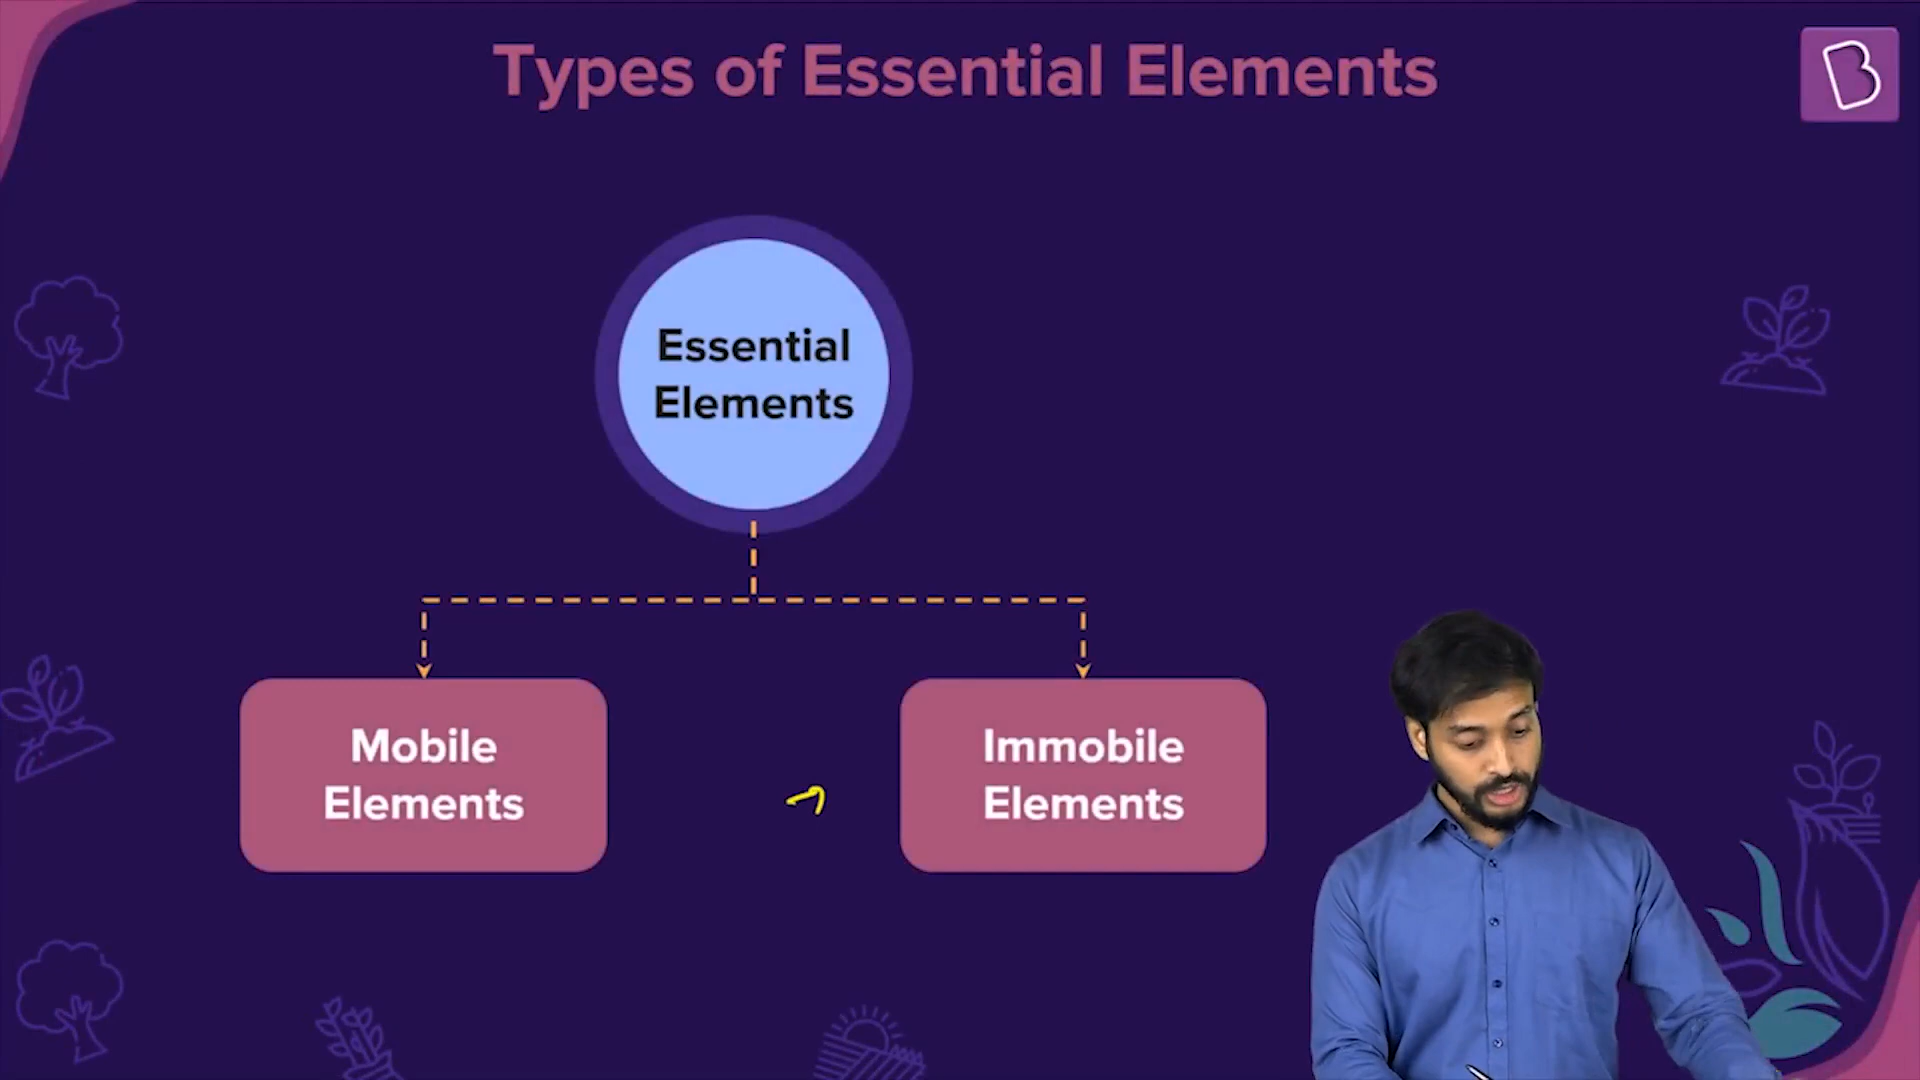 Types of Essential Elements
B
Essential
Elements
Mobile
Elements
Immobile
Elements